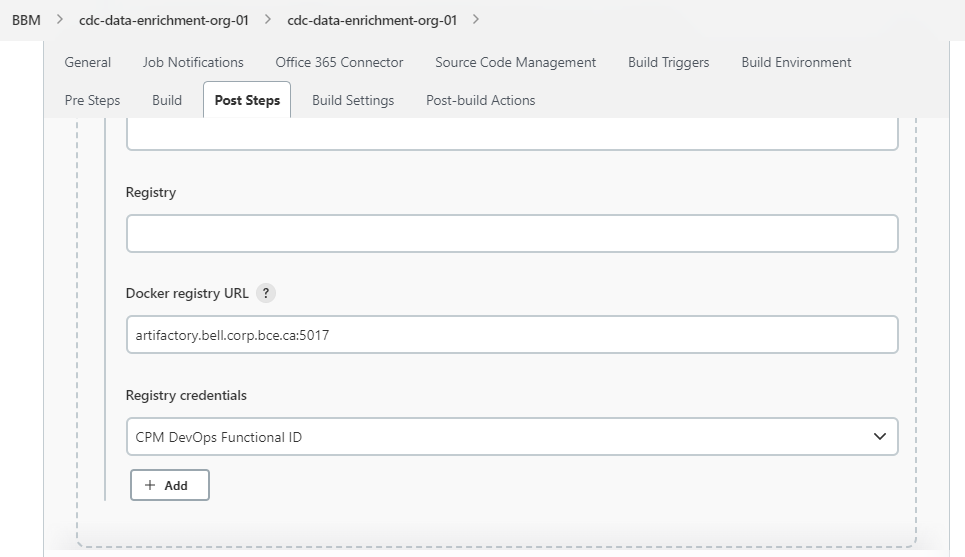 BBM > cdc-data-enrichment-org-01 > cdc-data-enrichment-org-01 >
General Job Notifications Office 365 Connector Source Code Management Build Triggers Build Environment
Pre Steps Build Post Steps Build Settings Post-build Actions
Registry
Docker registry URL ?
artifactory.bell.corp.bce.ca:5017
Registry credentials
CPM DevOps Functional ID
+ Add